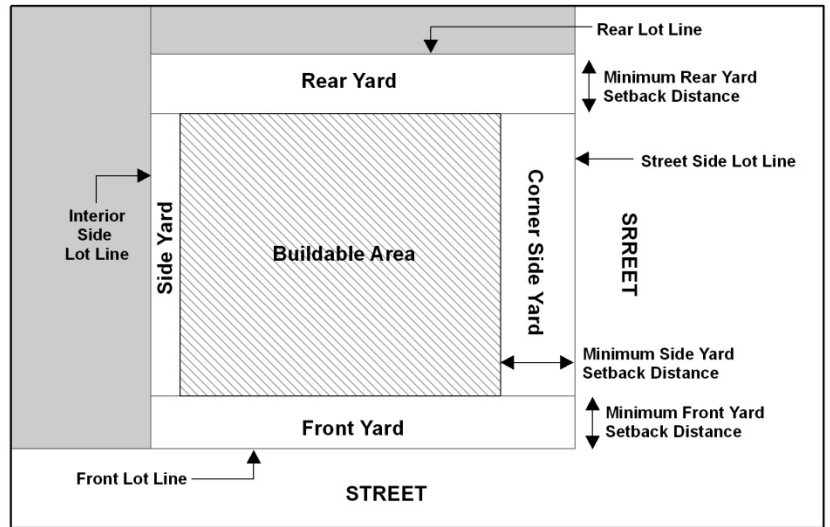 Rear Lot Line
Rear Yard
Minimum Rear Yard
Setback Distance
Street Side Lot Line
Interior
Side
Lot Line
Side Yard
Buildable Area
Corner Side Yard
SRREET
Minimum Side Yard
Setback Distance
Front Yard
Minimum Front Yard
Setback Distance
Front Lot Line
STREET